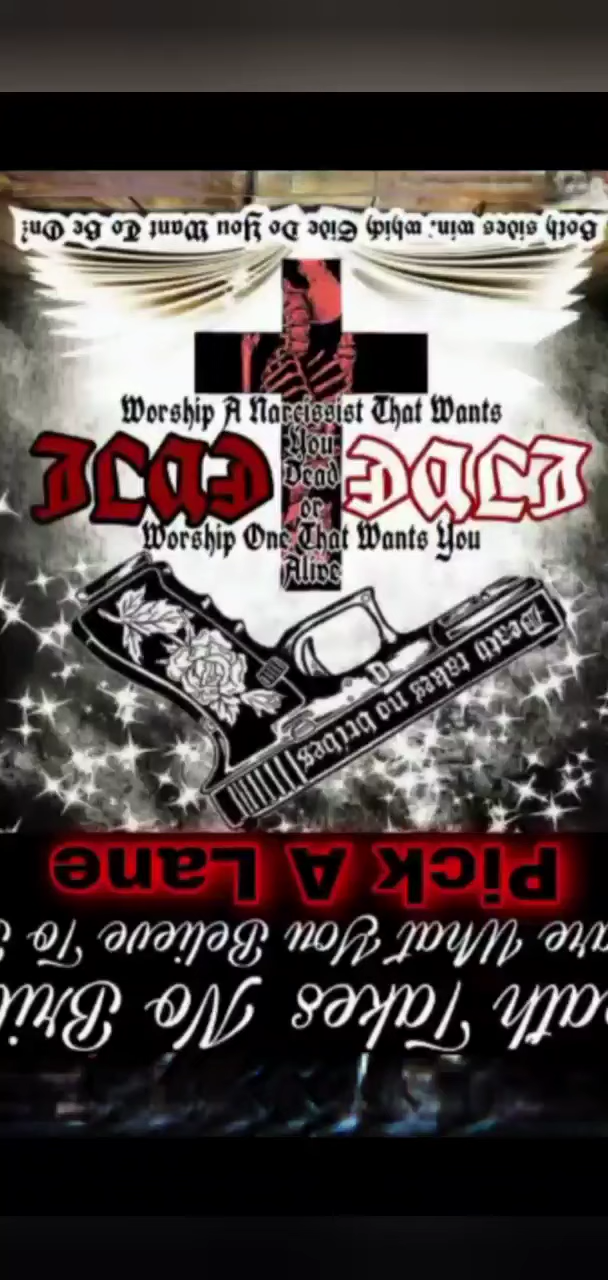 Both sides win, which Side Do You Want To Be On?
Worship A Narcissist That Wants
You
Dead
or
Worship One That Wants You
Alive
Death takes no bribes
Pick A Lane
What You Believe To
Takes No